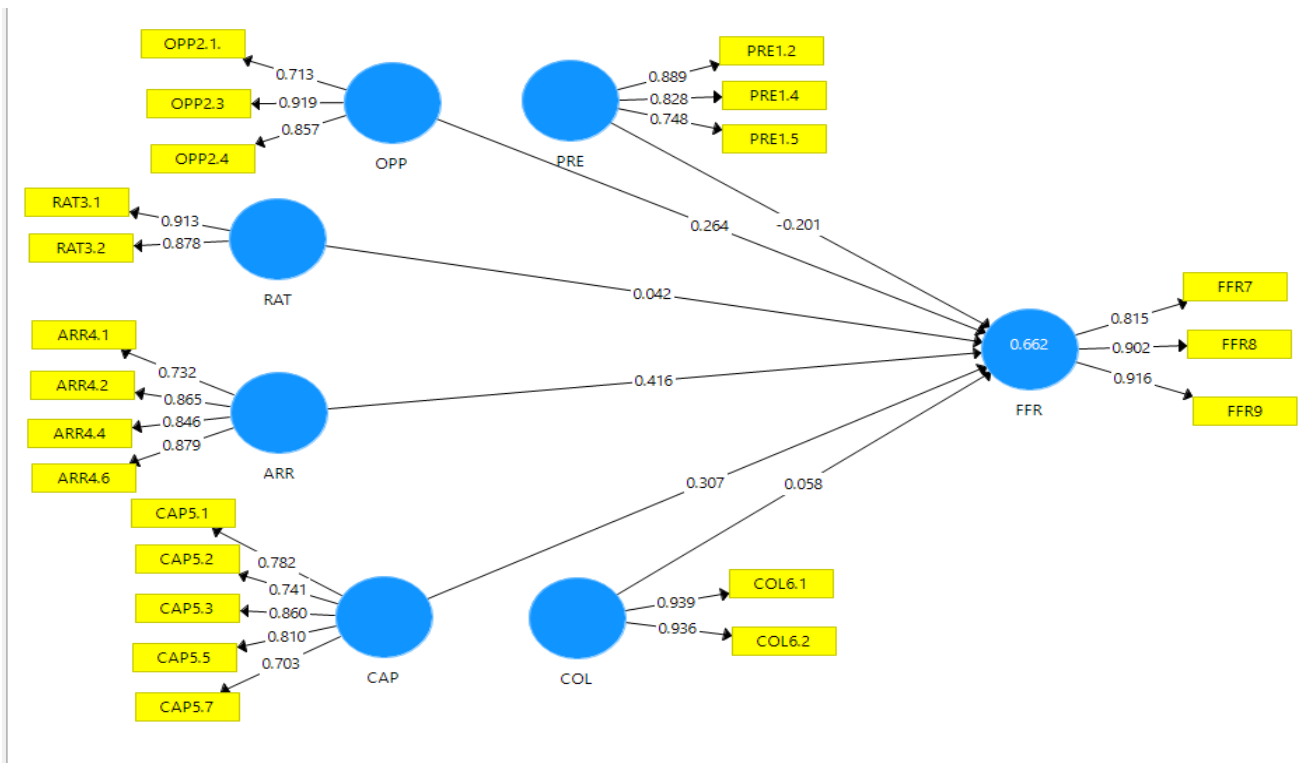 OPP2.1.
0.713
OPP2.3
0.919
OPP2.4
0.857
OPP
PRE1.2
0.889
PRE1.4
0.828
PRE1.5
0.748
PRE
RAT3.1
0.913
RAT3.2
0.878
RAT
0.264
-0.201
0.042
ARR4.1
0.732
ARR4.2
0.865
ARR4.4
0.846
ARR4.6
0.879
ARR
0.416
0.662
FFR
FFR7
0.815
FFR8
0.902
FFR9
0.916
CAP5.1
0.782
CAP5.2
0.741
CAP5.3
0.860
CAP5.5
0.810
CAP5.7
0.703
CAP
0.307
0.058
COL6.1
0.939
COL6.2
0.936
COL